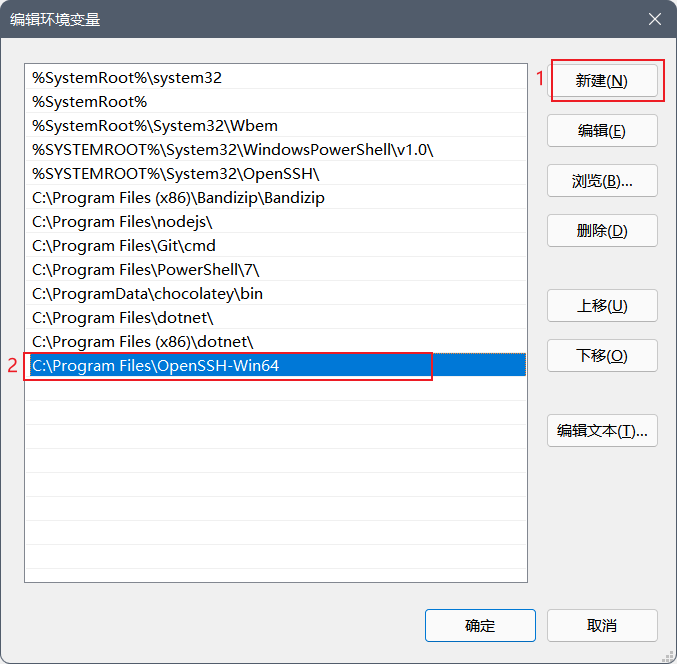 编辑环境变量
%SystemRoot%\system32
%SystemRoot%
%SystemRoot%\System32\Wbem
%SYSTEMROOT%\System32\WindowsPowerShell\v1.0\
%SYSTEMROOT%\System32\OpenSSH\
C:\Program Files (x86)\Bandizip\Bandizip
C:\Program Files\nodejs\
C:\Program Files\Git\cmd
C:\Program Files\PowerShell\7\
C:\ProgramData\chocolatey\bin
C:\Program Files\dotnet\
C:\Program Files (x86)\dotnet\
2 C:\Program Files\OpenSSH-Win64
1 新建(N)
编辑(E)
浏览(B)...
删除(D)
上移(U)
下移(O)
编辑文本(T)...
确定
取消